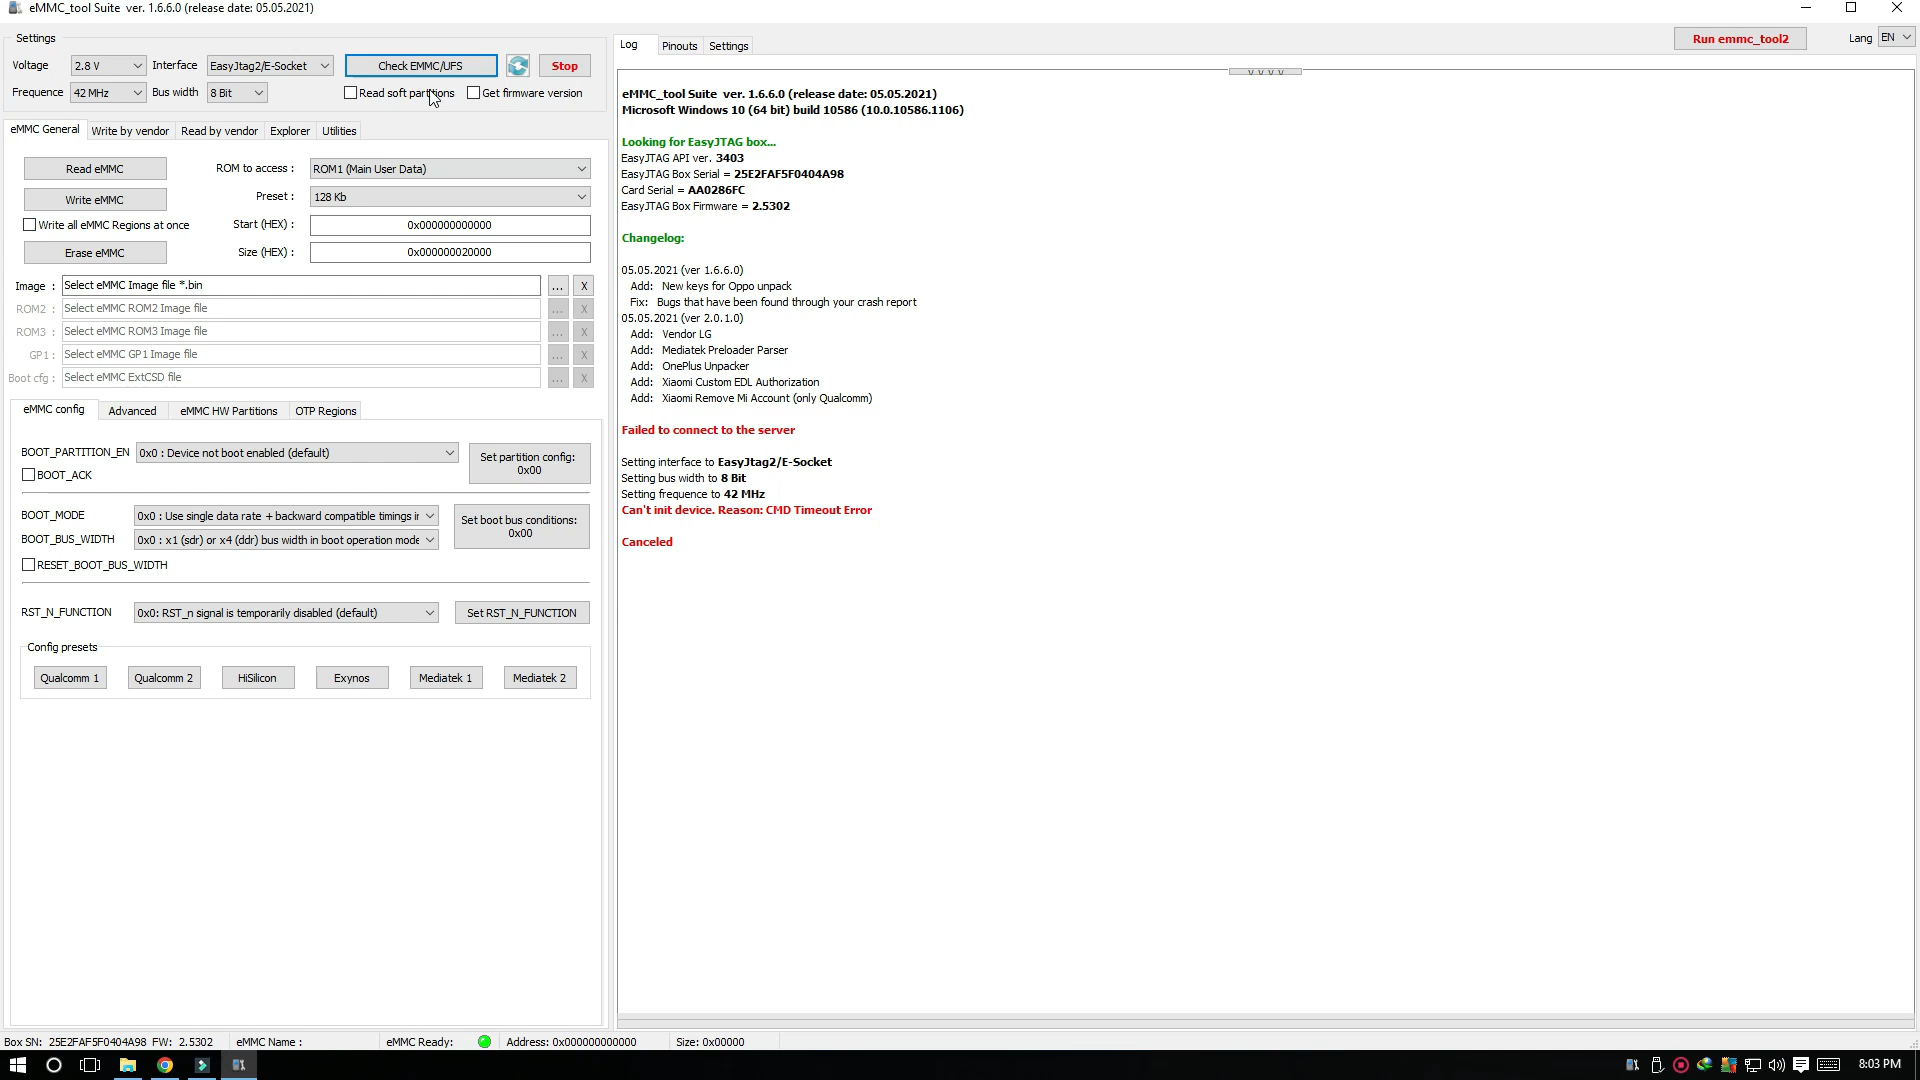 eMMC_tool Suite  ver. 1.6.6.0 (release date: 05.05.2021)
Settings
Voltage 2.8 V Interface EasyJtag2/E-Socket Check EMMC/UFS Stop
Frequence 42 MHz Bus width 8 Bit Read soft partitions Get firmware version
eMMC General Write by vendor Read by vendor Explorer Utilities
Read eMMC ROM to access : ROM1 (Main User Data)
Write eMMC Preset : 128 Kb
Write all eMMC Regions at once Start (HEX) : 0x000000000000
Erase eMMC Size (HEX) : 0x000000020000
Image : Select eMMC Image file *.bin ... X
ROM2 : Select eMMC ROM2 Image file ... X
ROM3 : Select eMMC ROM3 Image file ... X
GP1 : Select eMMC GP1 Image file ... X
Boot cfg : Select eMMC ExtCSD file ... X
eMMC config Advanced eMMC HW Partitions OTP Regions
BOOT_PARTITION_EN 0x0 : Device not boot enabled (default) Set partition config:
0x00
BOOT_ACK
BOOT_MODE 0x0 : Use single data rate + backward compatible timings ir Set boot bus conditions:
0x00
BOOT_BUS_WIDTH 0x0 : x1 (sdr) or x4 (ddr) bus width in boot operation mode
RESET_BOOT_BUS_WIDTH
RST_N_FUNCTION 0x0: RST_n signal is temporarily disabled (default) Set RST_N_FUNCTION
Config presets
Qualcomm 1 Qualcomm 2 HiSilicon Exynos Mediatek 1 Mediatek 2
Log Pinouts Settings Run emmc_tool2 Lang EN
eMMC_tool Suite  ver. 1.6.6.0 (release date: 05.05.2021)
Microsoft Windows 10 (64 bit) build 10586 (10.0.10586.1106)
Looking for EasyJTAG box...
EasyJTAG API ver. 3403
EasyJTAG Box Serial = 25E2FAF5F0404A98
Card Serial = AA0286FC
EasyJTAG Box Firmware = 2.5302
Changelog:
05.05.2021 (ver 1.6.6.0)
Add: New keys for Oppo unpack
Fix: Bugs that have been found through your crash report
05.05.2021 (ver 2.0.1.0)
Add: Vendor LG
Add: Mediatek Preloader Parser
Add: OnePlus Unpacker
Add: Xiaomi Custom EDL Authorization
Add: Xiaomi Remove Mi Account (only Qualcomm)
Failed to connect to the server
Setting interface to EasyJtag2/E-Socket
Setting bus width to 8 Bit
Setting frequence to 42 MHz
Can't init device. Reason: CMD Timeout Error
Canceled
Box SN: 25E2FAF5F0404A98 FW: 2.5302 eMMC Name : eMMC Ready: Address: 0x000000000000 Size: 0x00000
8:03 PM